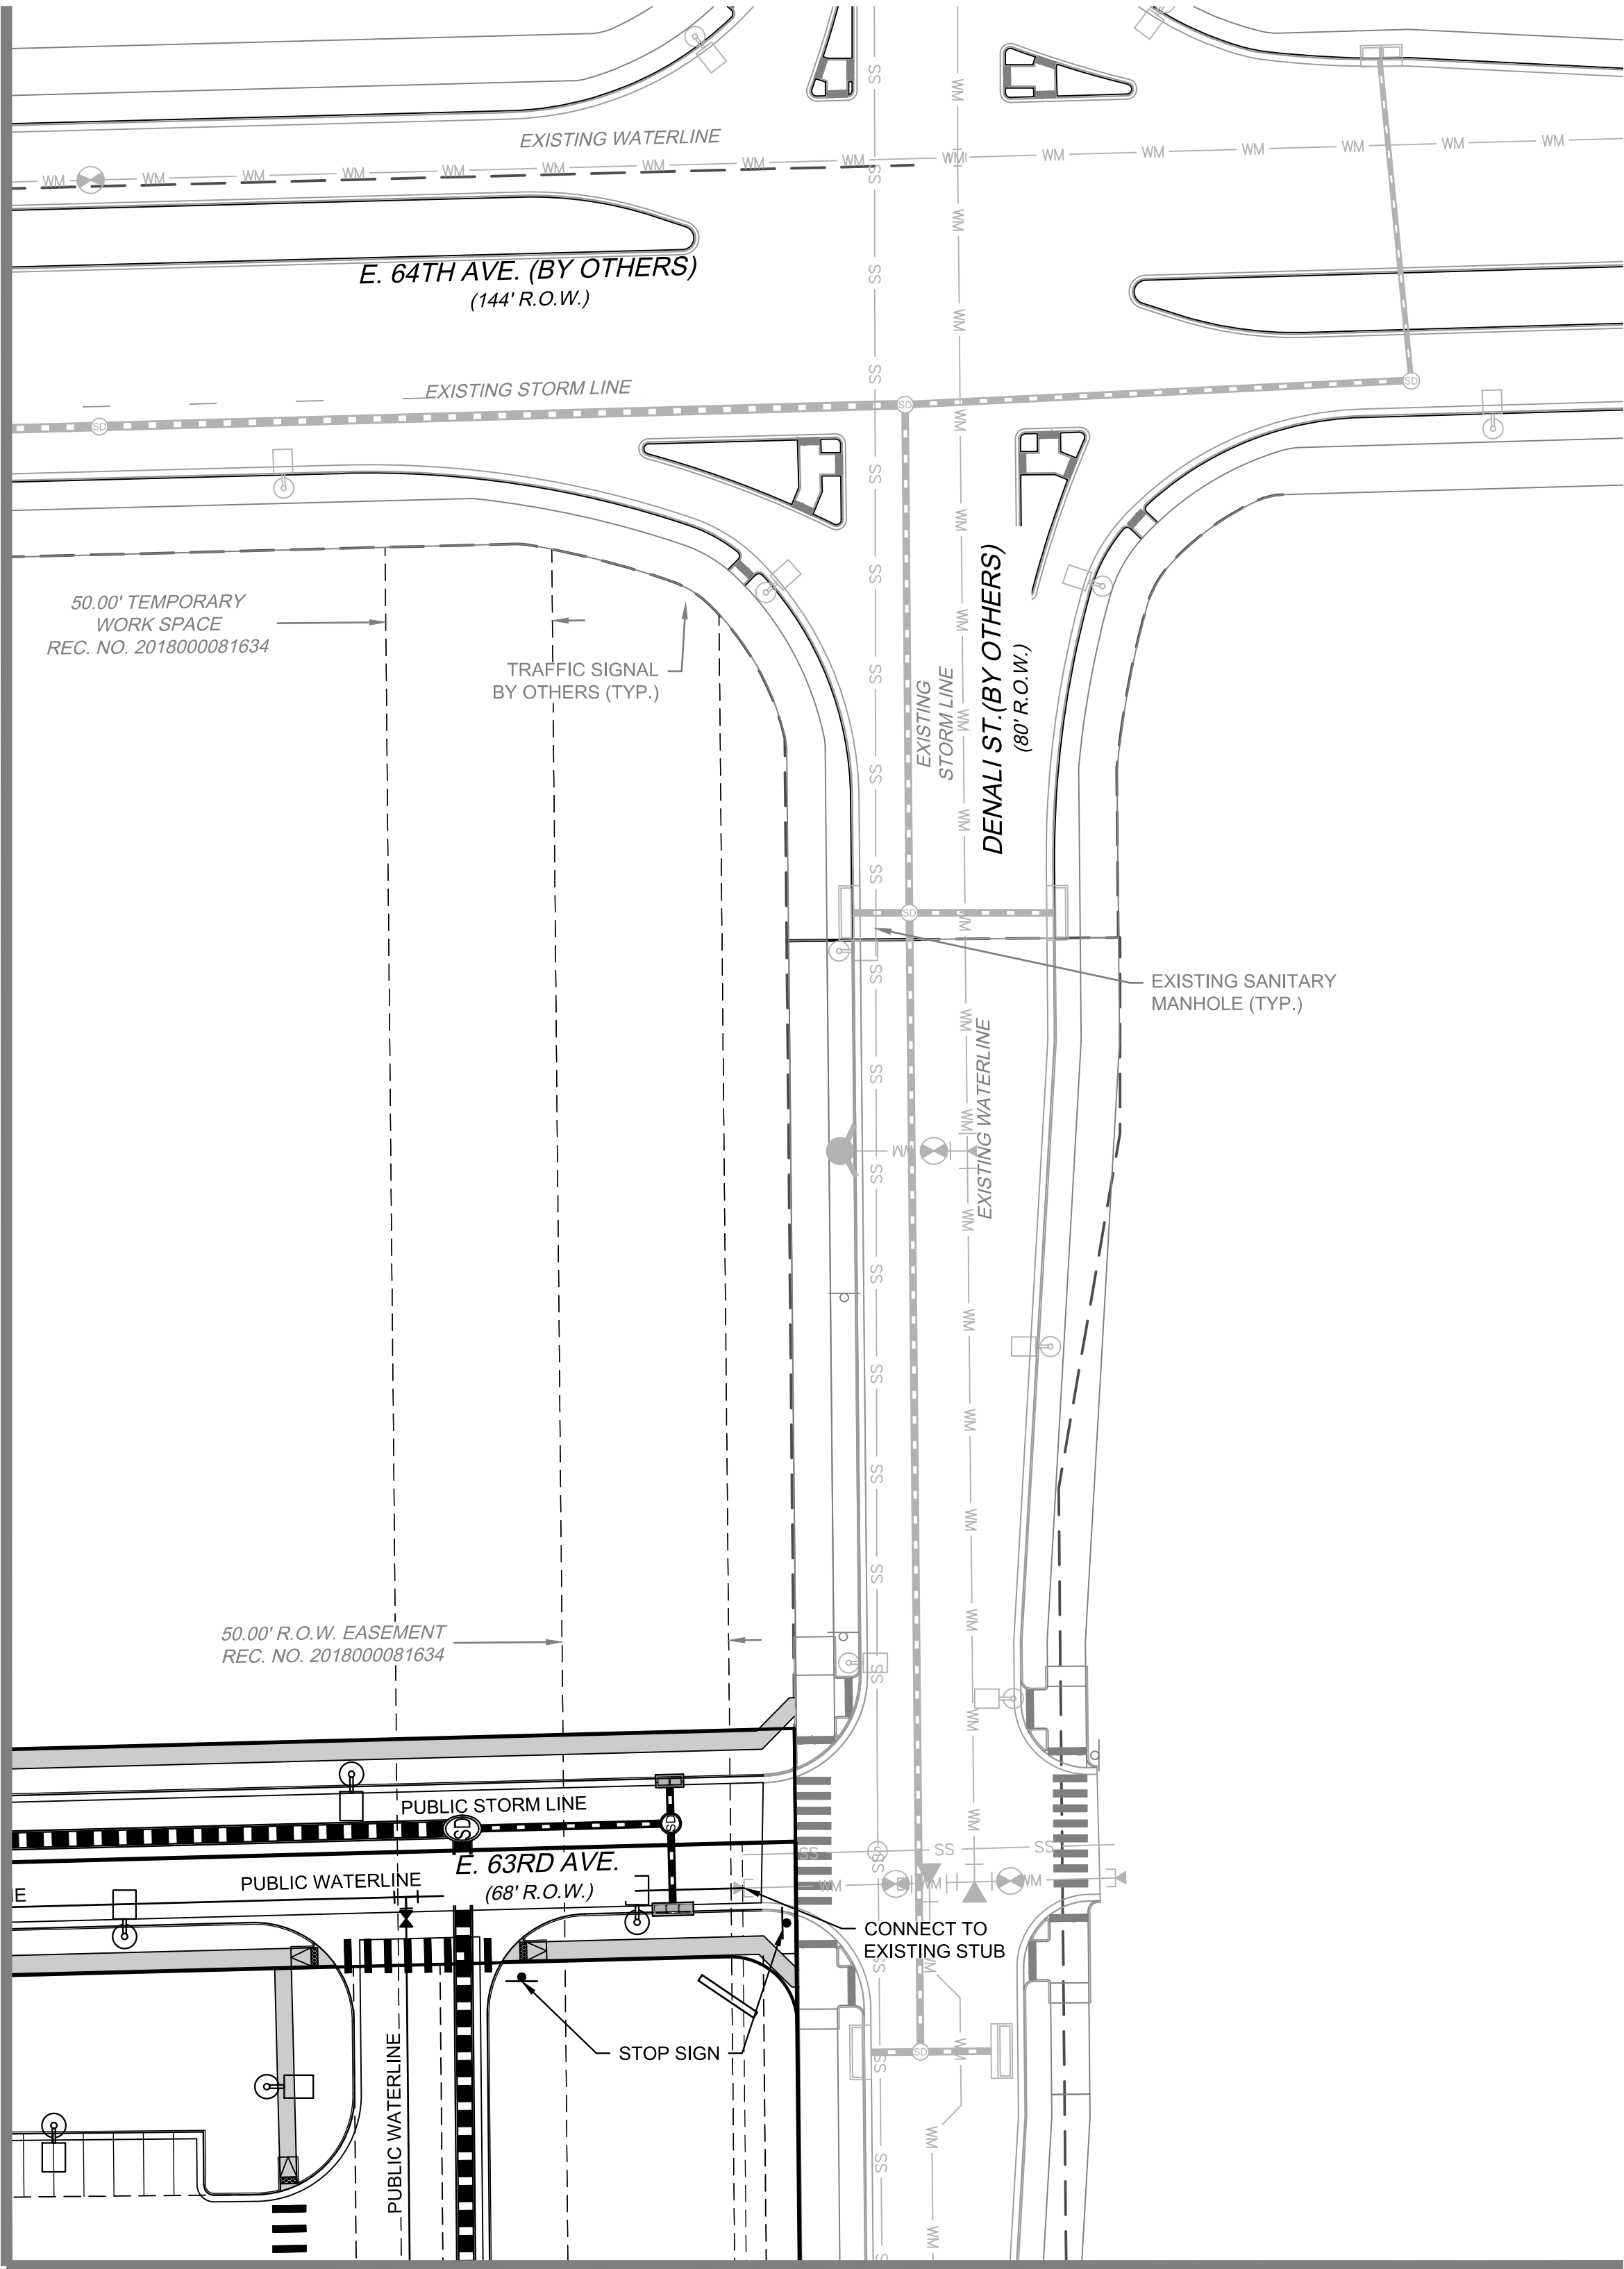 EXISTING WATERLINE
E. 64TH AVE. (BY OTHERS)
(144' R.O.W.)
EXISTING STORM LINE
50.00' TEMPORARY
WORK SPACE
REC. NO. 2018000081634
TRAFFIC SIGNAL
BY OTHERS (TYP.)
EXISTING
STORM LINE
DENALI ST.(BY OTHERS)
(80' R.O.W.)
EXISTING SANITARY
MANHOLE (TYP.)
EXISTING WATERLINE
50.00' R.O.W. EASEMENT
REC. NO. 2018000081634
PUBLIC STORM LINE
E. 63RD AVE.
(68' R.O.W.)
PUBLIC WATERLINE
CONNECT TO
EXISTING STUB
STOP SIGN
PUBLIC WATERLINE
WM
SS
SD